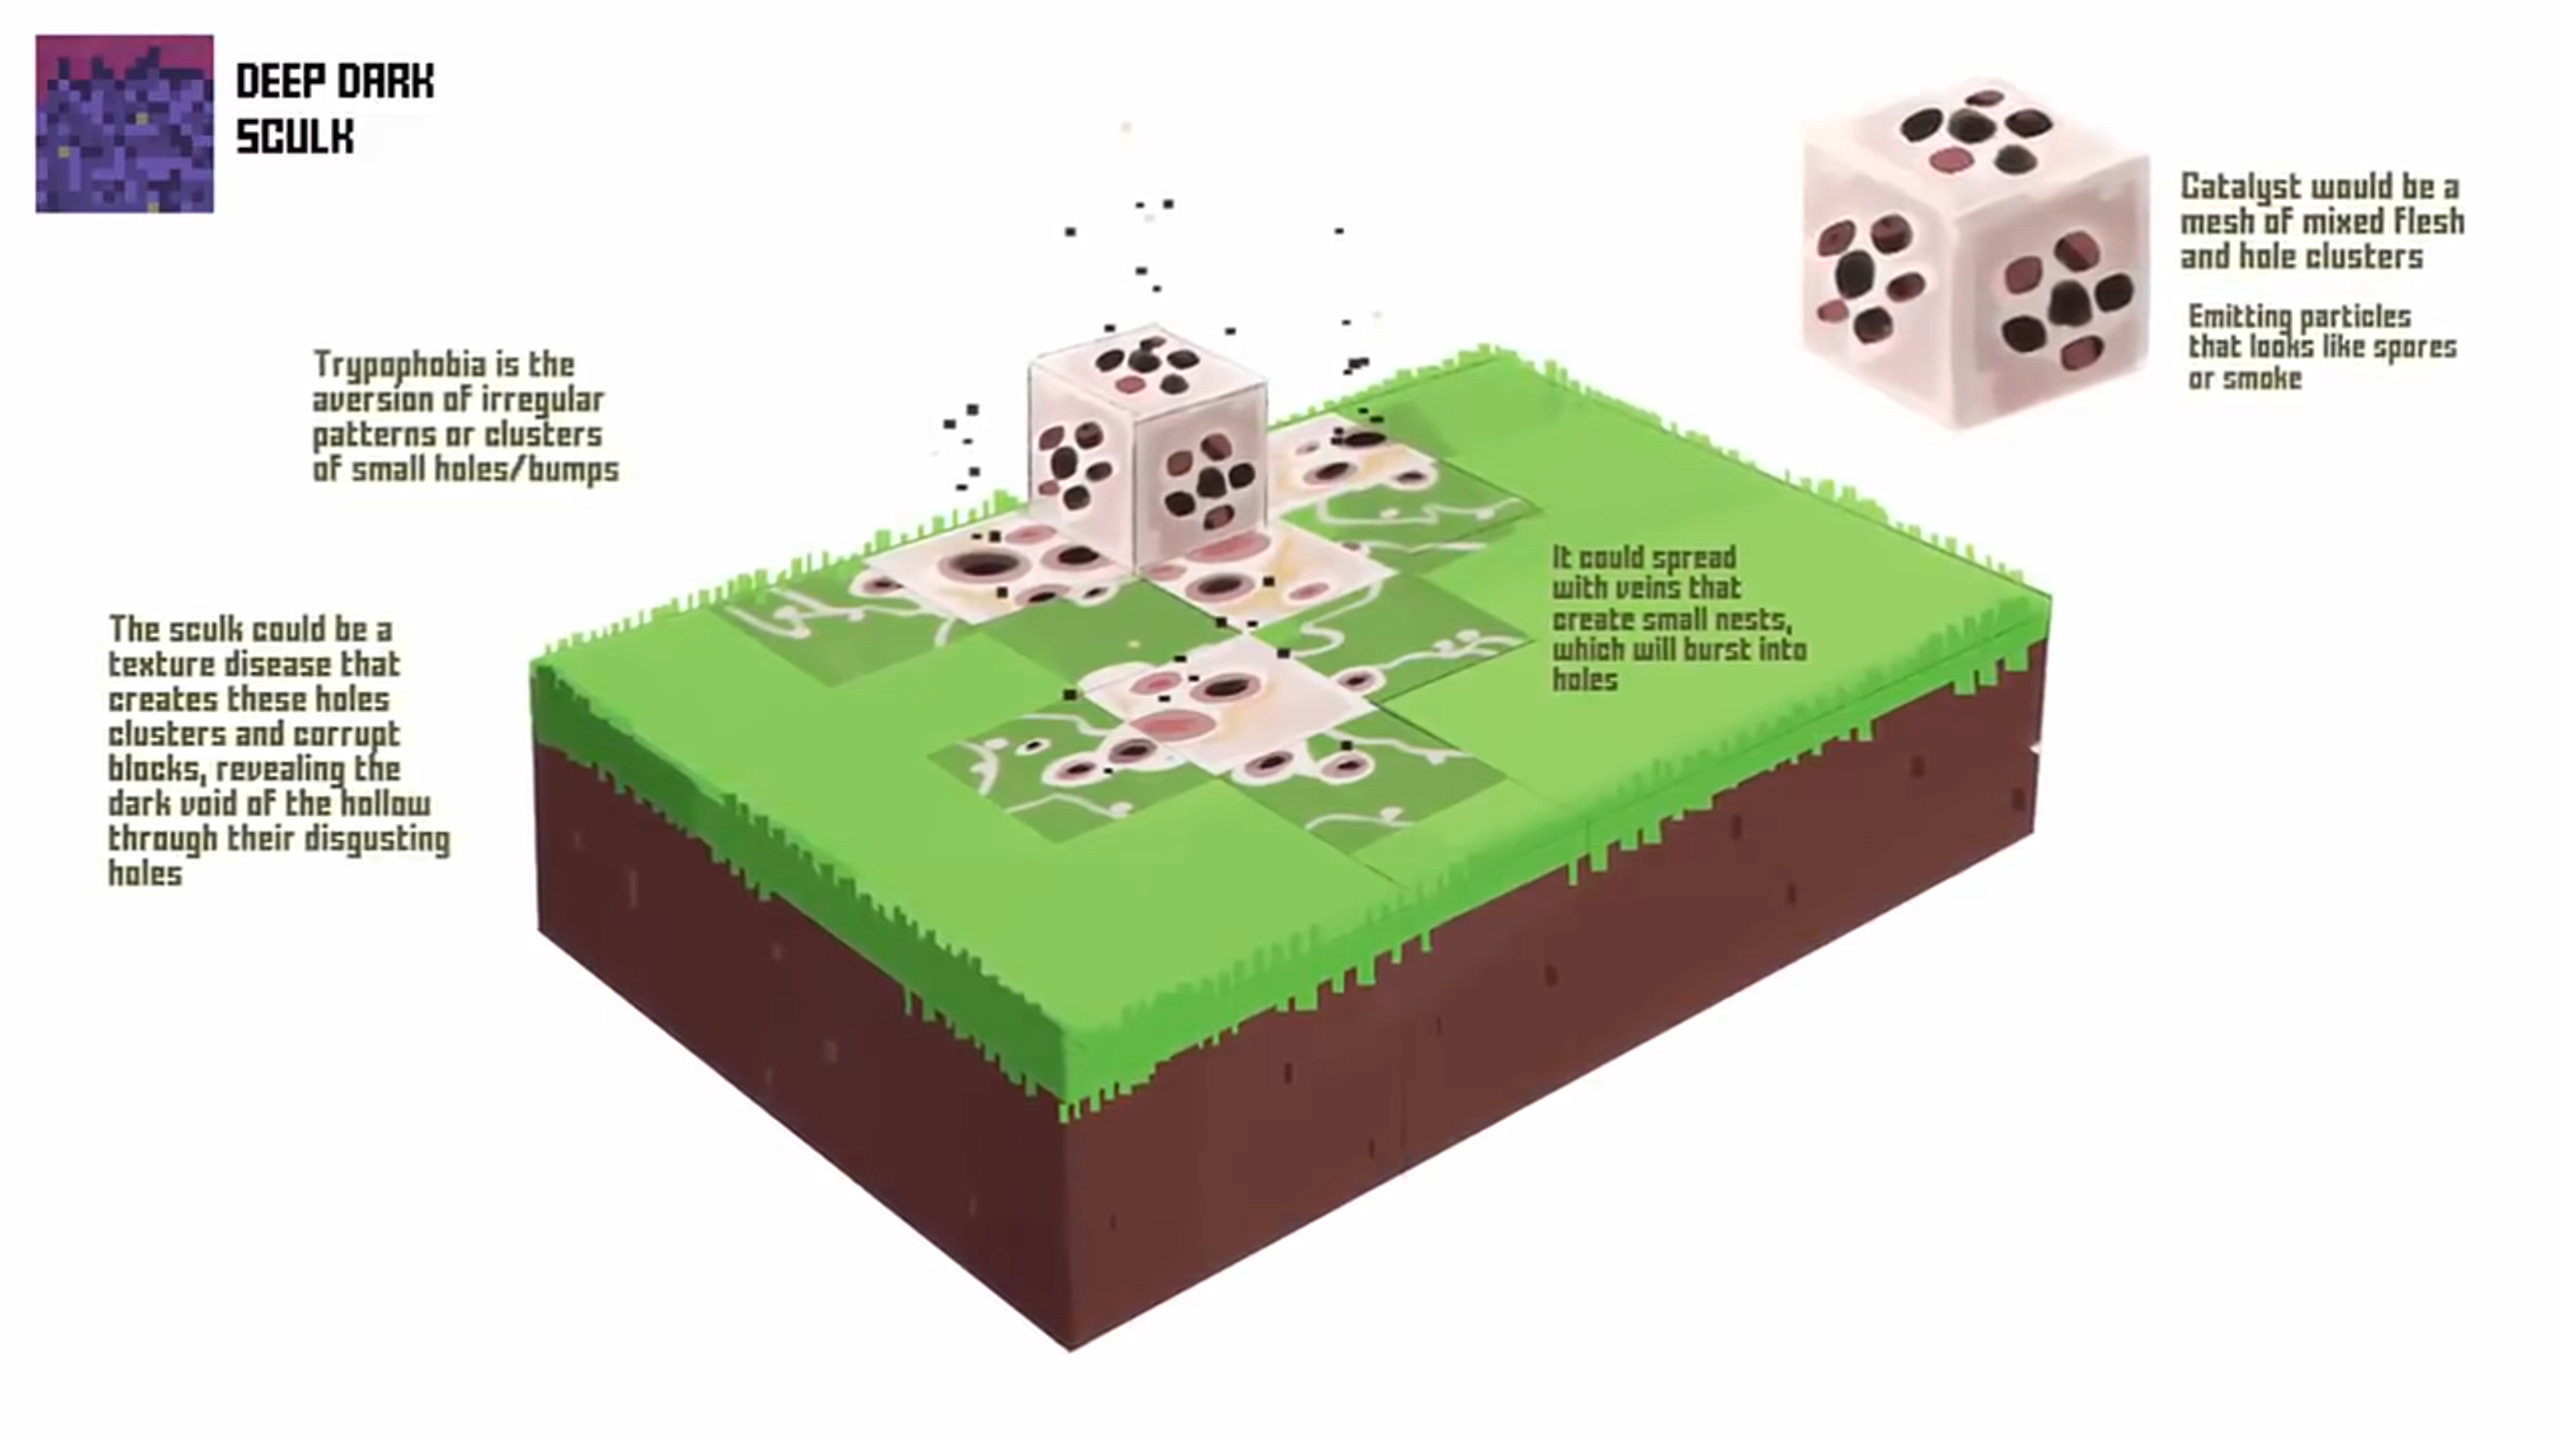 DEEP DARK
SCULK
Trypophobia is the
aversion of irregular
patterns or clusters
of small holes/bumps
The sculk could be a
texture disease that
creates these holes
clusters and corrupt
blocks, revealing the
dark void of the hollow
through their disgusting
holes
Catalyst would be a
mesh of mixed flesh
and hole clusters
Emitting particles
that looks like spores
or smoke
It could spread
with veins that
create small nests,
which will burst into
holes